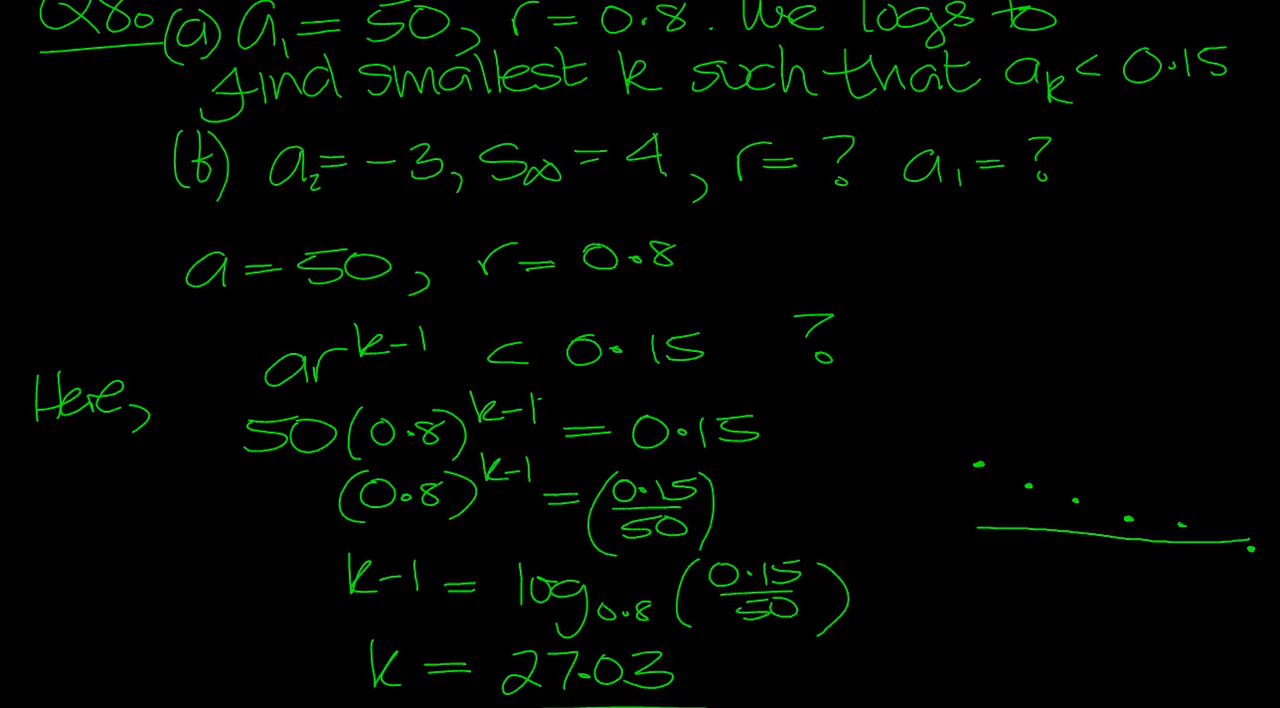 Q80 (a) a₁ = 50, r = 0.8. We logs to
find smallest k such that aₖ < 0.15
(b) a₂ = -3, S∞ = 4, r = ? a₁ = ?
a = 50, r = 0.8
arᵏ⁻¹ < 0.15 ?
Here,
50(0.8)ᵏ⁻¹ = 0.15
(0.8)ᵏ⁻¹ = (0.15/50)
k-1 = log₀.₈ (0.15/50)
k = 27.03